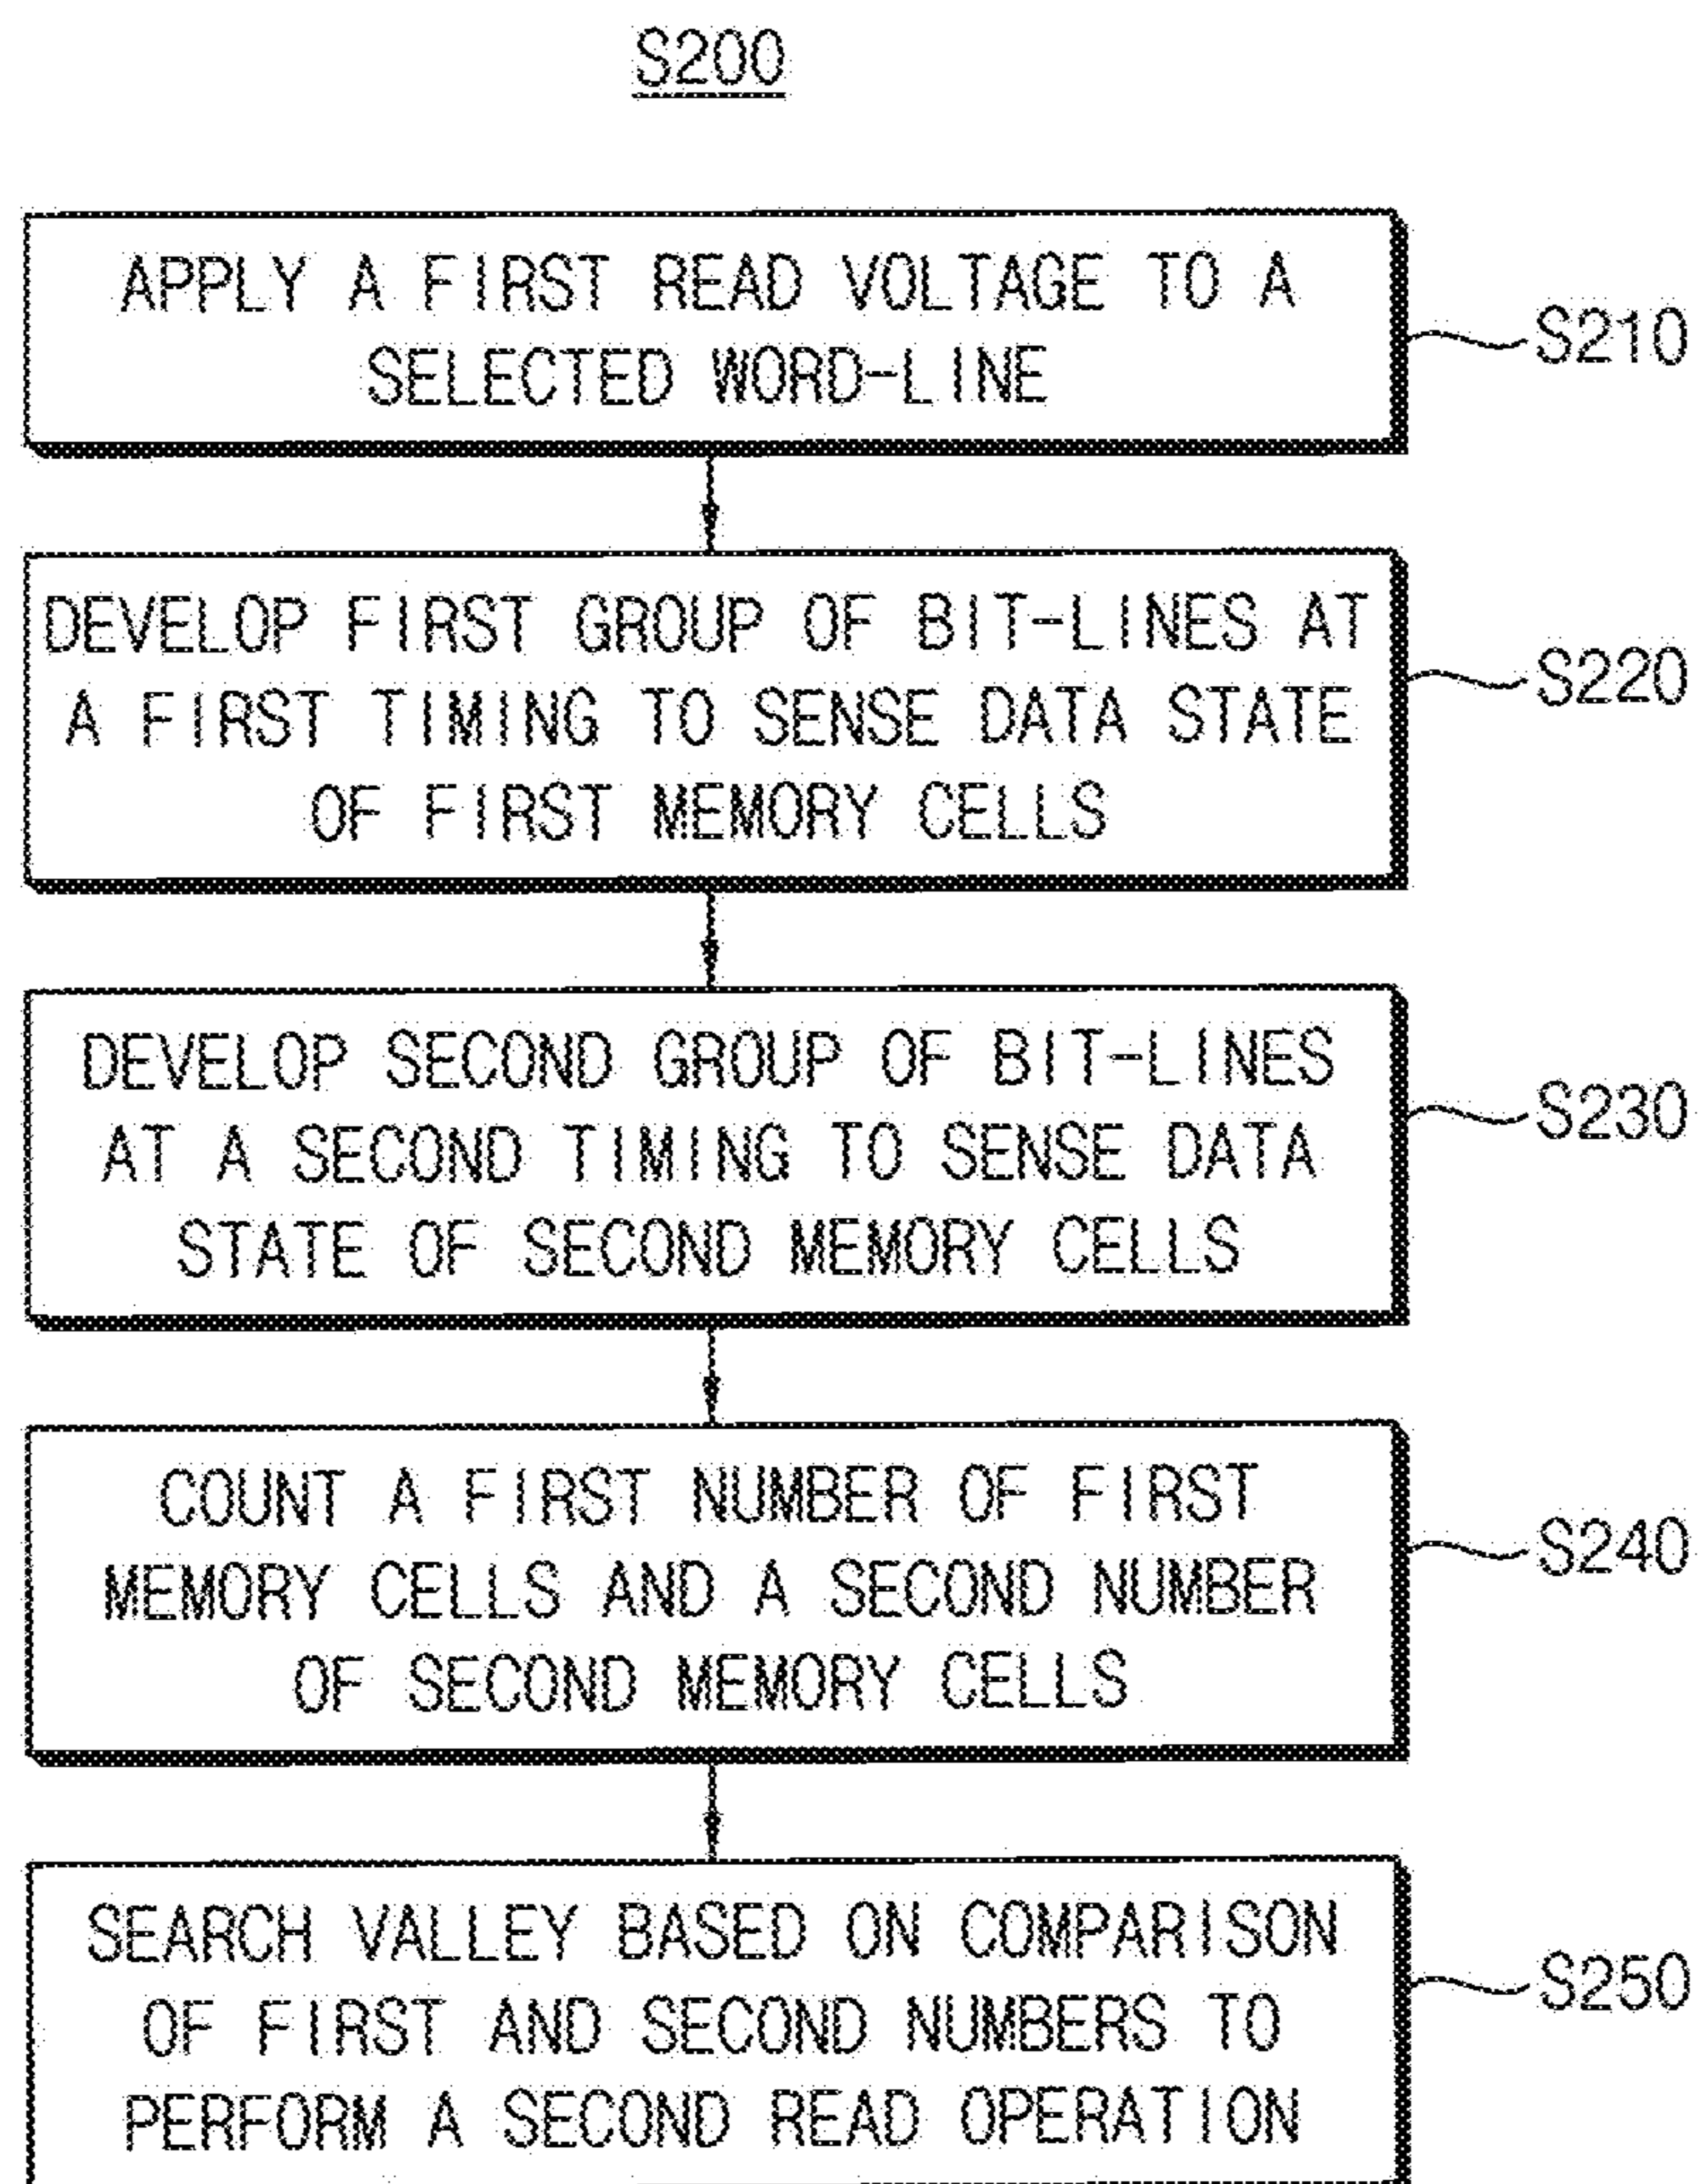 S200
APPLY A FIRST READ VOLTAGE TO A
SELECTED WORD-LINE
S210
DEVELOP FIRST GROUP OF BIT-LINES AT
A FIRST TIMING TO SENSE DATA STATE
OF FIRST MEMORY CELLS
S220
DEVELOP SECOND GROUP OF BIT-LINES
AT A SECOND TIMING TO SENSE DATA
STATE OF SECOND MEMORY CELLS
S230
COUNT A FIRST NUMBER OF FIRST
MEMORY CELLS AND A SECOND NUMBER
OF SECOND MEMORY CELLS
S240
SEARCH VALLEY BASED ON COMPARISON
OF FIRST AND SECOND NUMBERS TO
PERFORM A SECOND READ OPERATION
S250